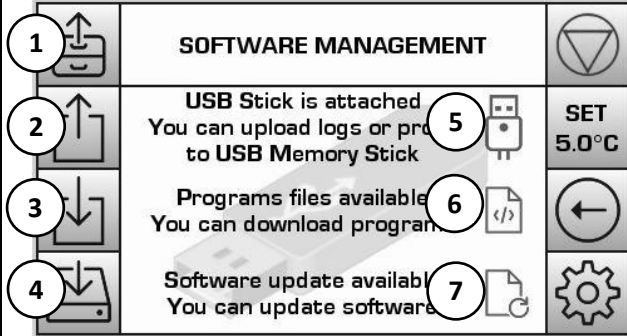 1
SOFTWARE MANAGEMENT
2
USB Stick is attached
You can upload logs or pro
to USB Memory Stick
5
SET
5.0°C
3
Programs files available
You can download program
6
</>
4
Software update availabl
You can update software
7